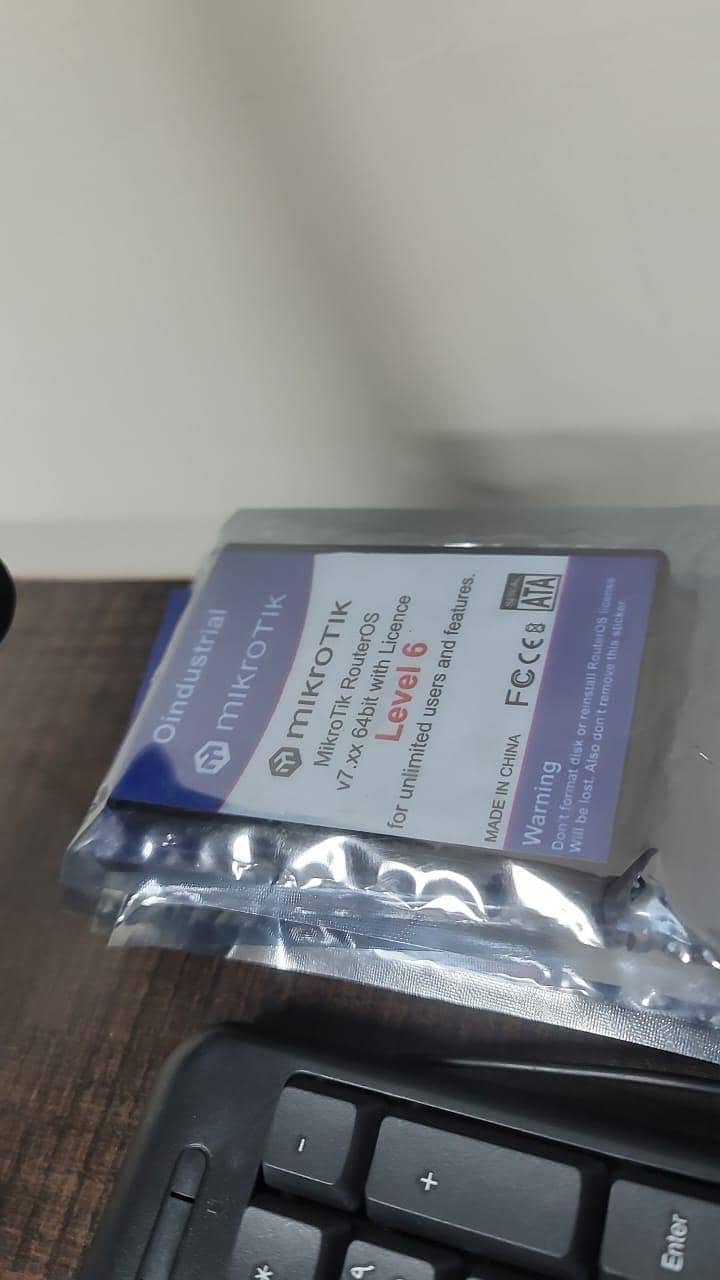 Oindustrial
mikroTik
mikroTik
MikroTik RouterOS
v7.xx 64bit with Licence
Level 6
for unlimited users and features.
MADE IN CHINA FC CE
SERIAL
ATA
Warning
Don't format disk or reinstall RouterOS license
Will be lost. Also don't remove this sticker
-
+
Enter
*
9